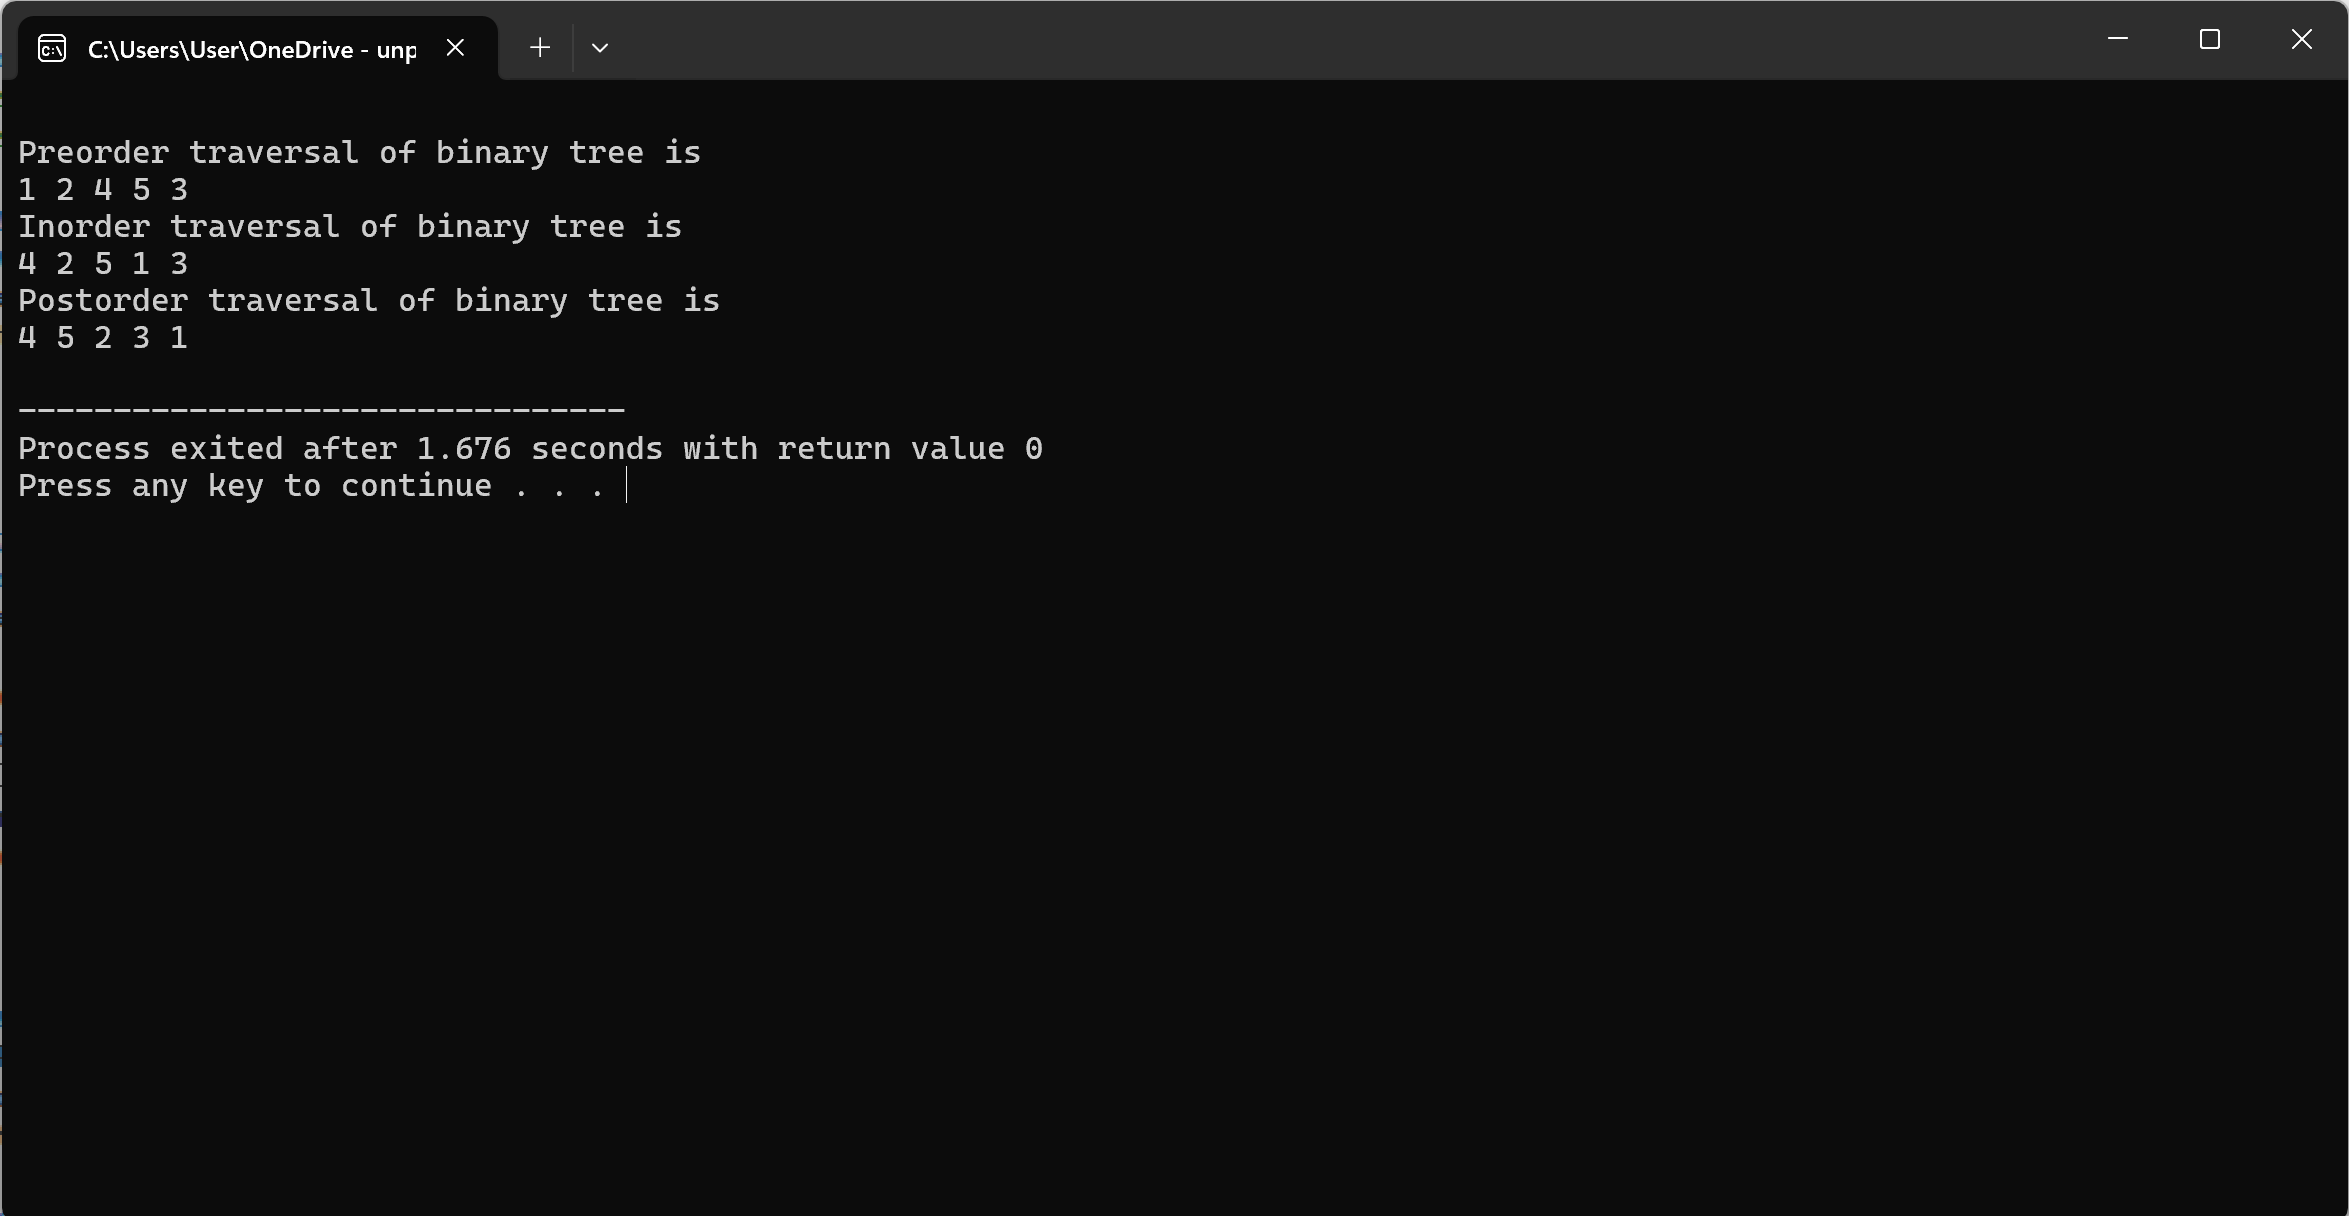 C:\Users\User\OneDrive - unp
Preorder traversal of binary tree is
1 2 4 5 3
Inorder traversal of binary tree is
4 2 5 1 3
Postorder traversal of binary tree is
4 5 2 3 1
--------------------------------
Process exited after 1.676 seconds with return value 0
Press any key to continue . . .